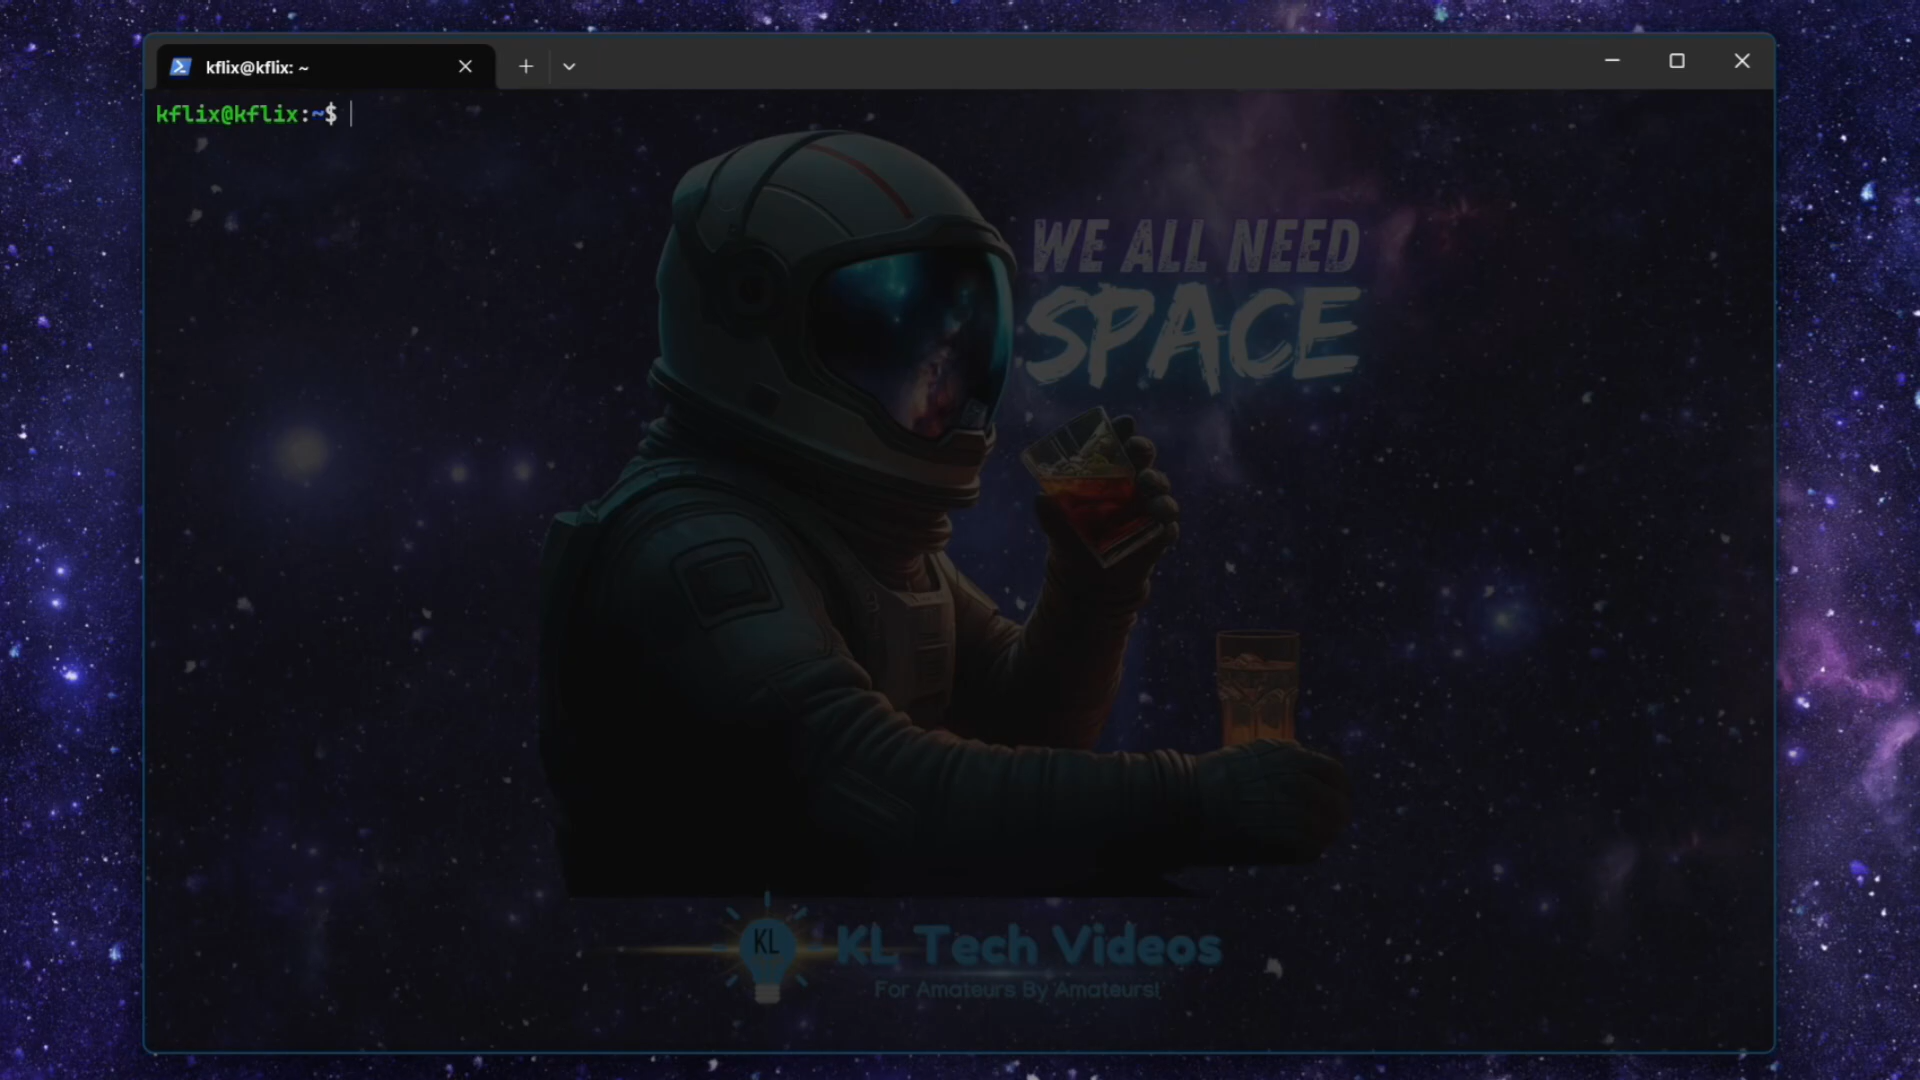 kflix@kflix: ~
kflix@kflix:~$
WE ALL NEED
SPACE
KL
KL Tech Videos
For Amateurs By Amateurs!